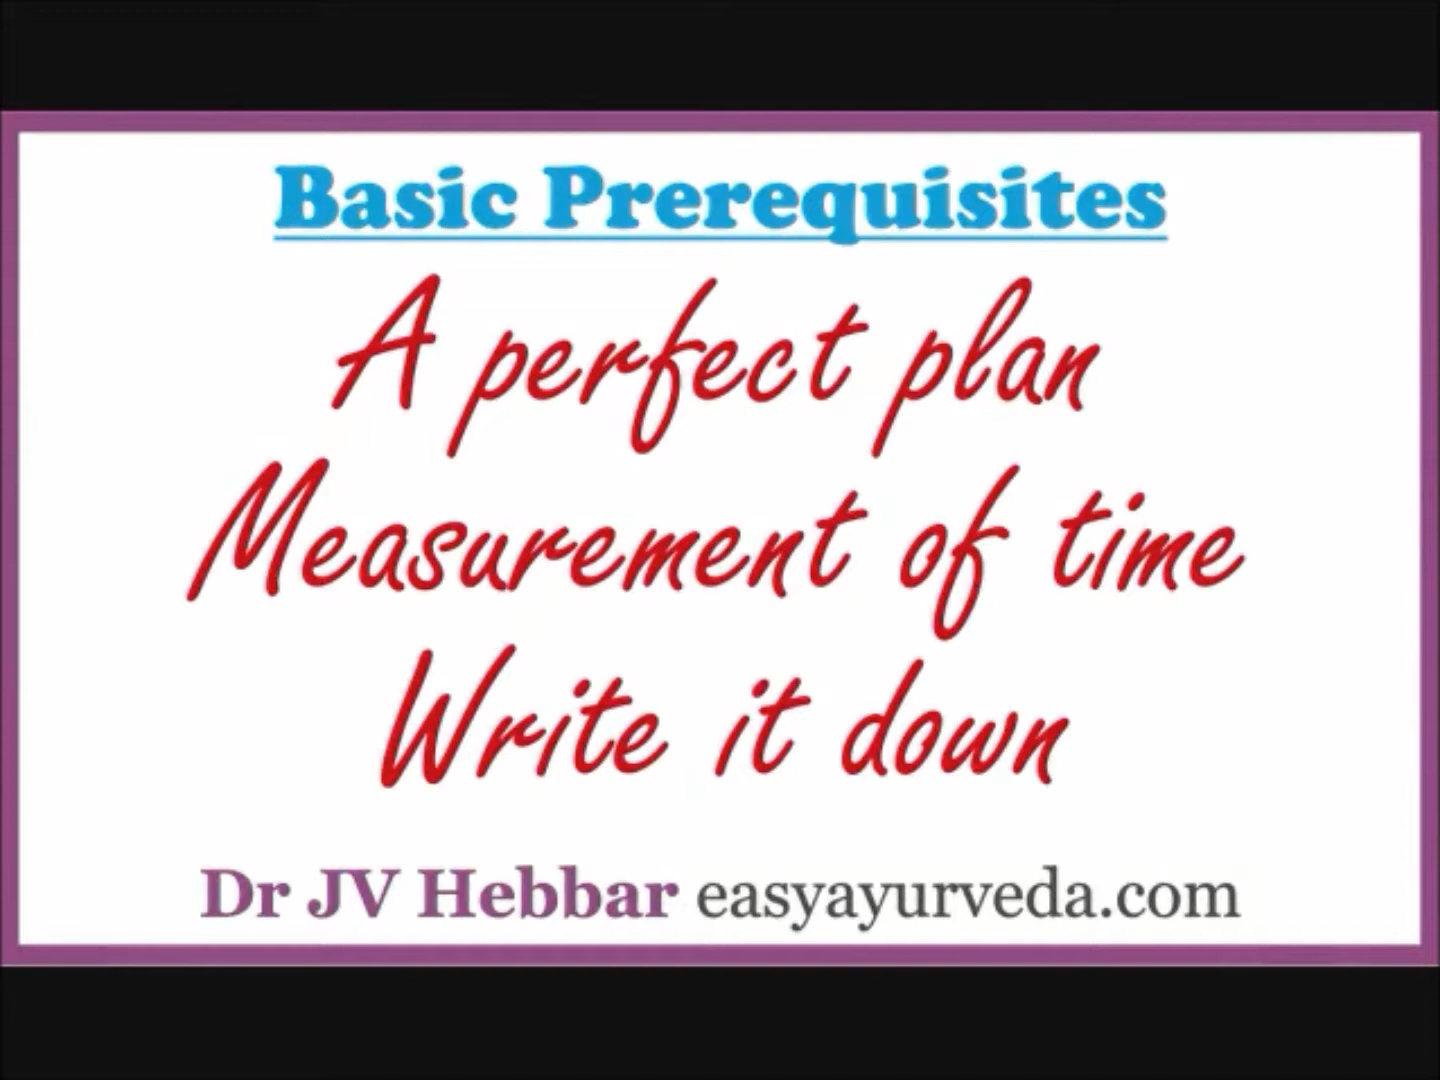 Basic Prerequisites
A perfect plan
Measurement of time
Write it down
Dr JV Hebbar easyayurveda.com